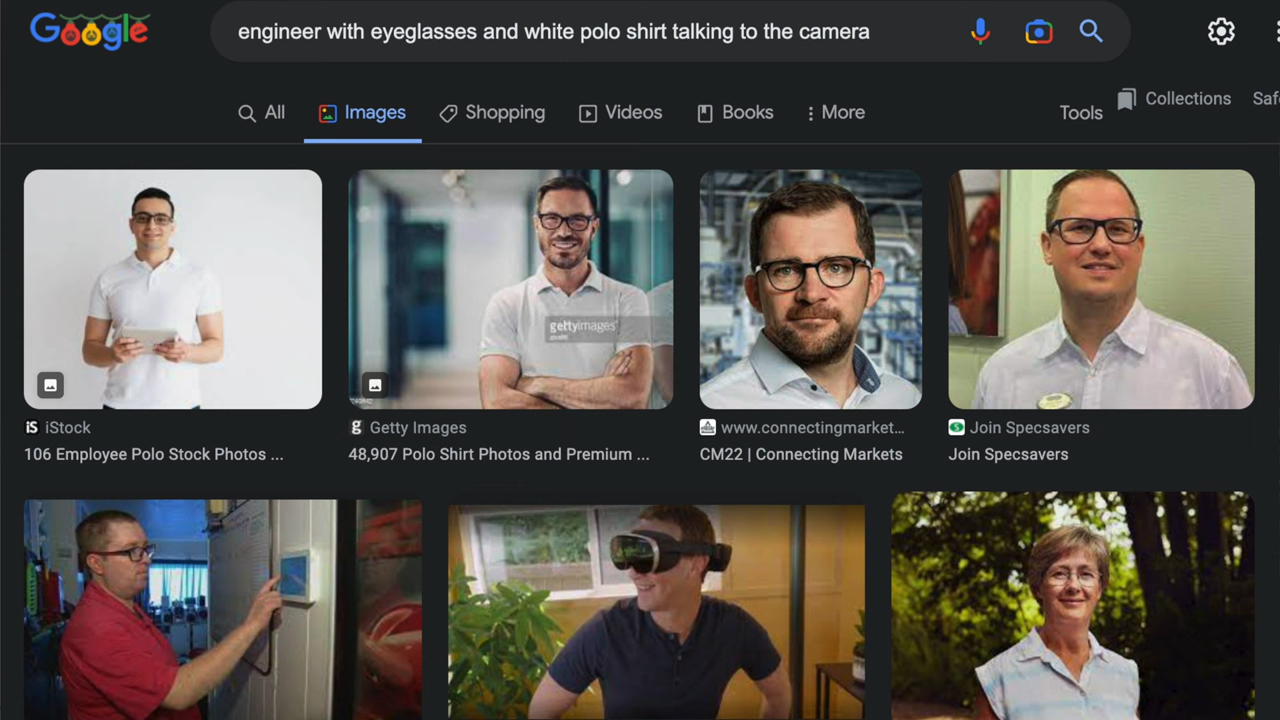 Google
engineer with eyeglasses and white polo shirt talking to the camera
All
Images
Shopping
Videos
Books
More
Tools
Collections
gettyimages
iS iStock
106 Employee Polo Stock Photos ...
g Getty Images
48,907 Polo Shirt Photos and Premium ...
www.connectingmarket...
CM22 | Connecting Markets
Join Specsavers
Join Specsavers